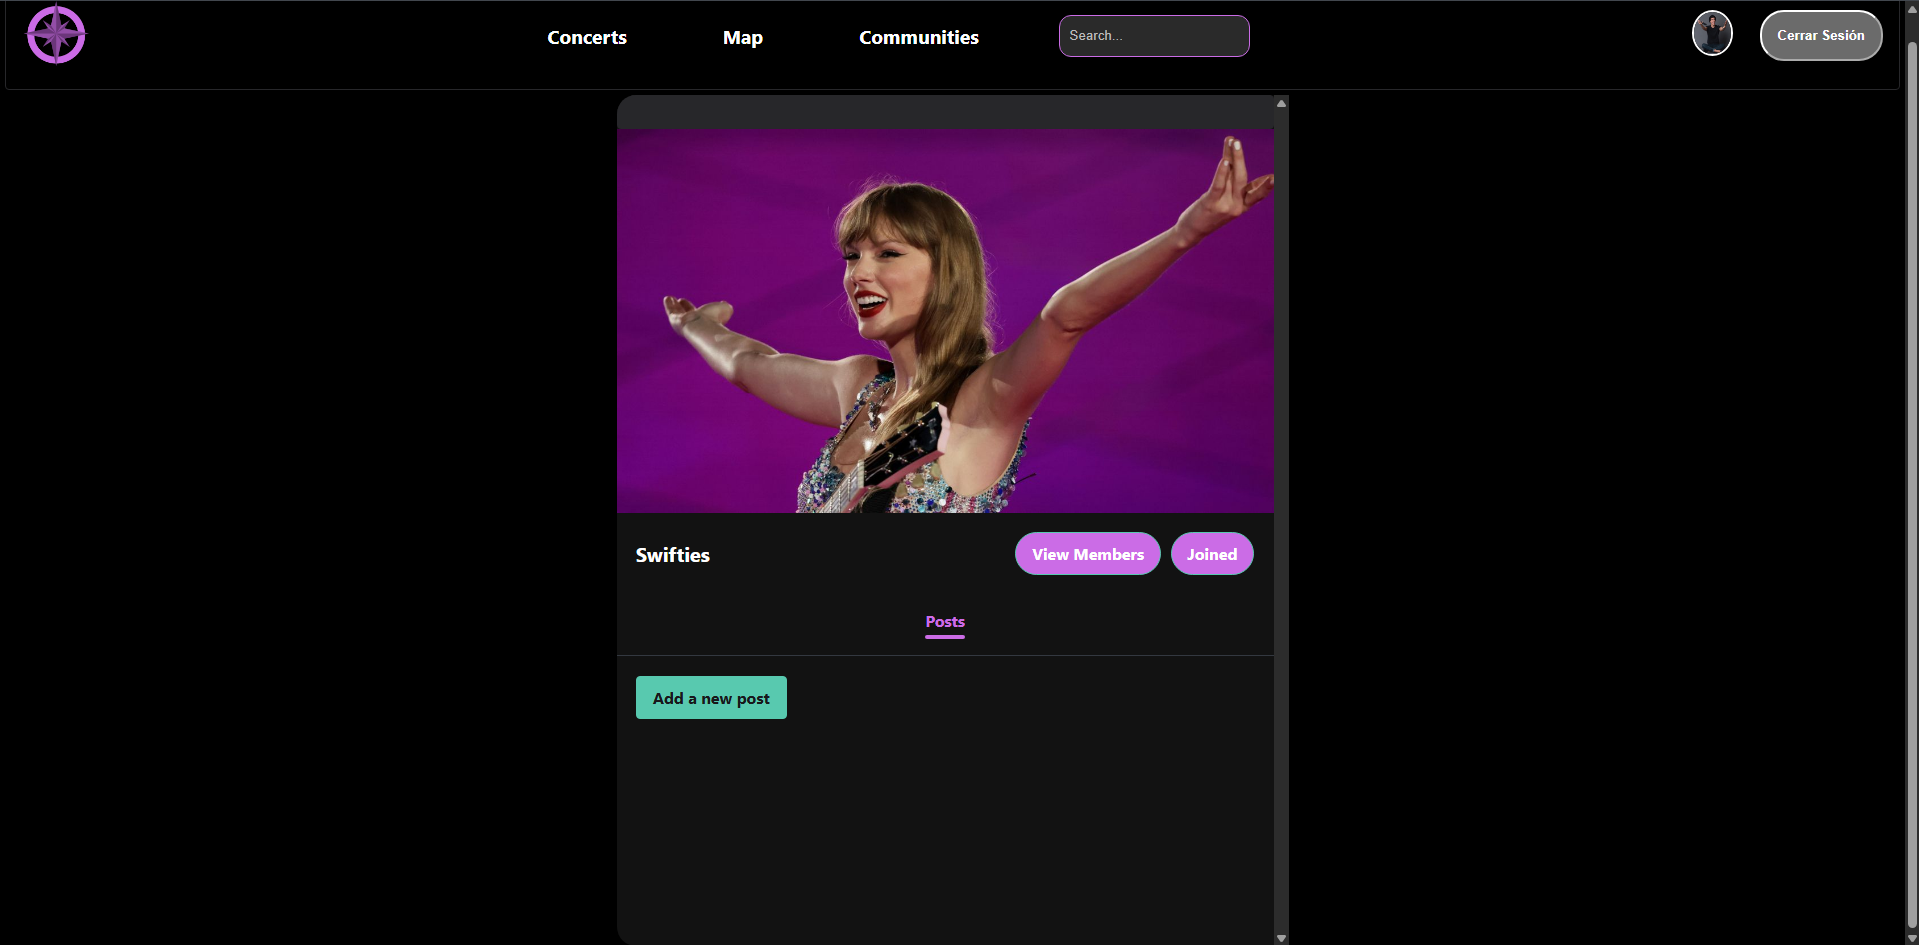 Concerts
Map
Communities
Search...
Cerrar Sesión
Swifties
View Members
Joined
Posts
Add a new post